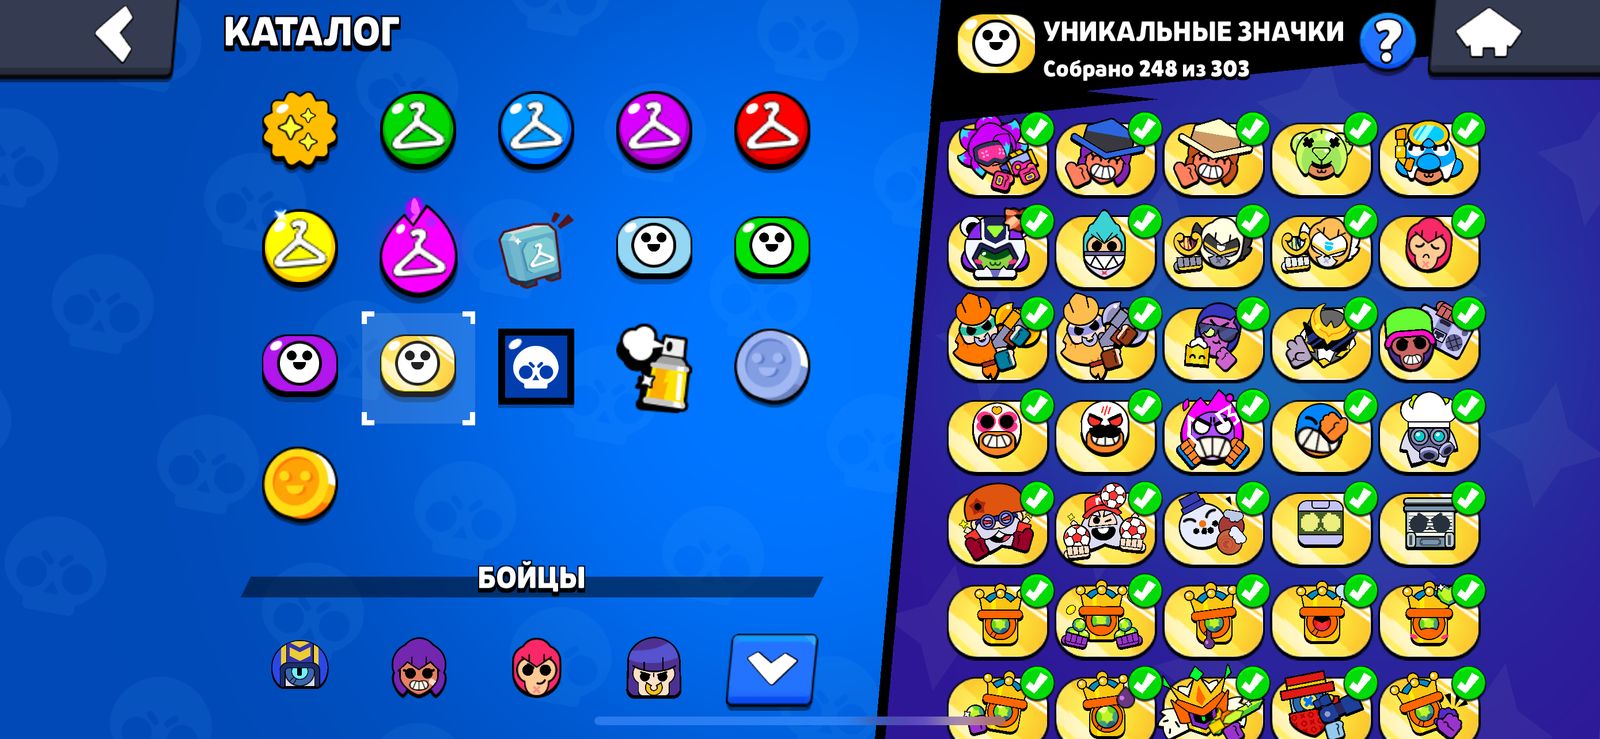 КАТАЛОГ
УНИКАЛЬНЫЕ ЗНАЧКИ
Собрано 248 из 303
?
БОЙЦЫ